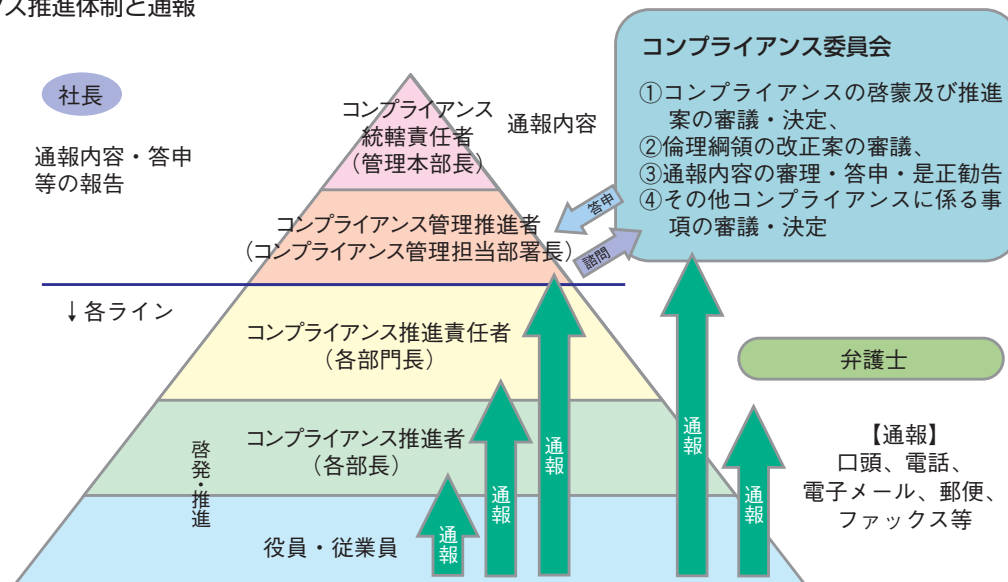 ス推進体制と通報
社長
通報内容・答申
等の報告
コンプライアンス
統轄責任者
（管理本部長）
通報内容
コンプライアンス委員会
①コンプライアンスの啓蒙及び推進
案の審議・決定、
②倫理綱領の改正案の審議、
③通報内容の審理・答申・是正勧告
④その他コンプライアンスに係る事
項の審議・決定
答申
諮問
コンプライアンス管理推進者
（コンプライアンス管理担当部署長）
↓各ライン
コンプライアンス推進責任者
（各部門長）
コンプライアンス推進者
（各部長）
啓発・推進
役員・従業員
通報
通報
通報
通報
通報
弁護士
【通報】
口頭、電話、
電子メール、郵便、
ファックス等